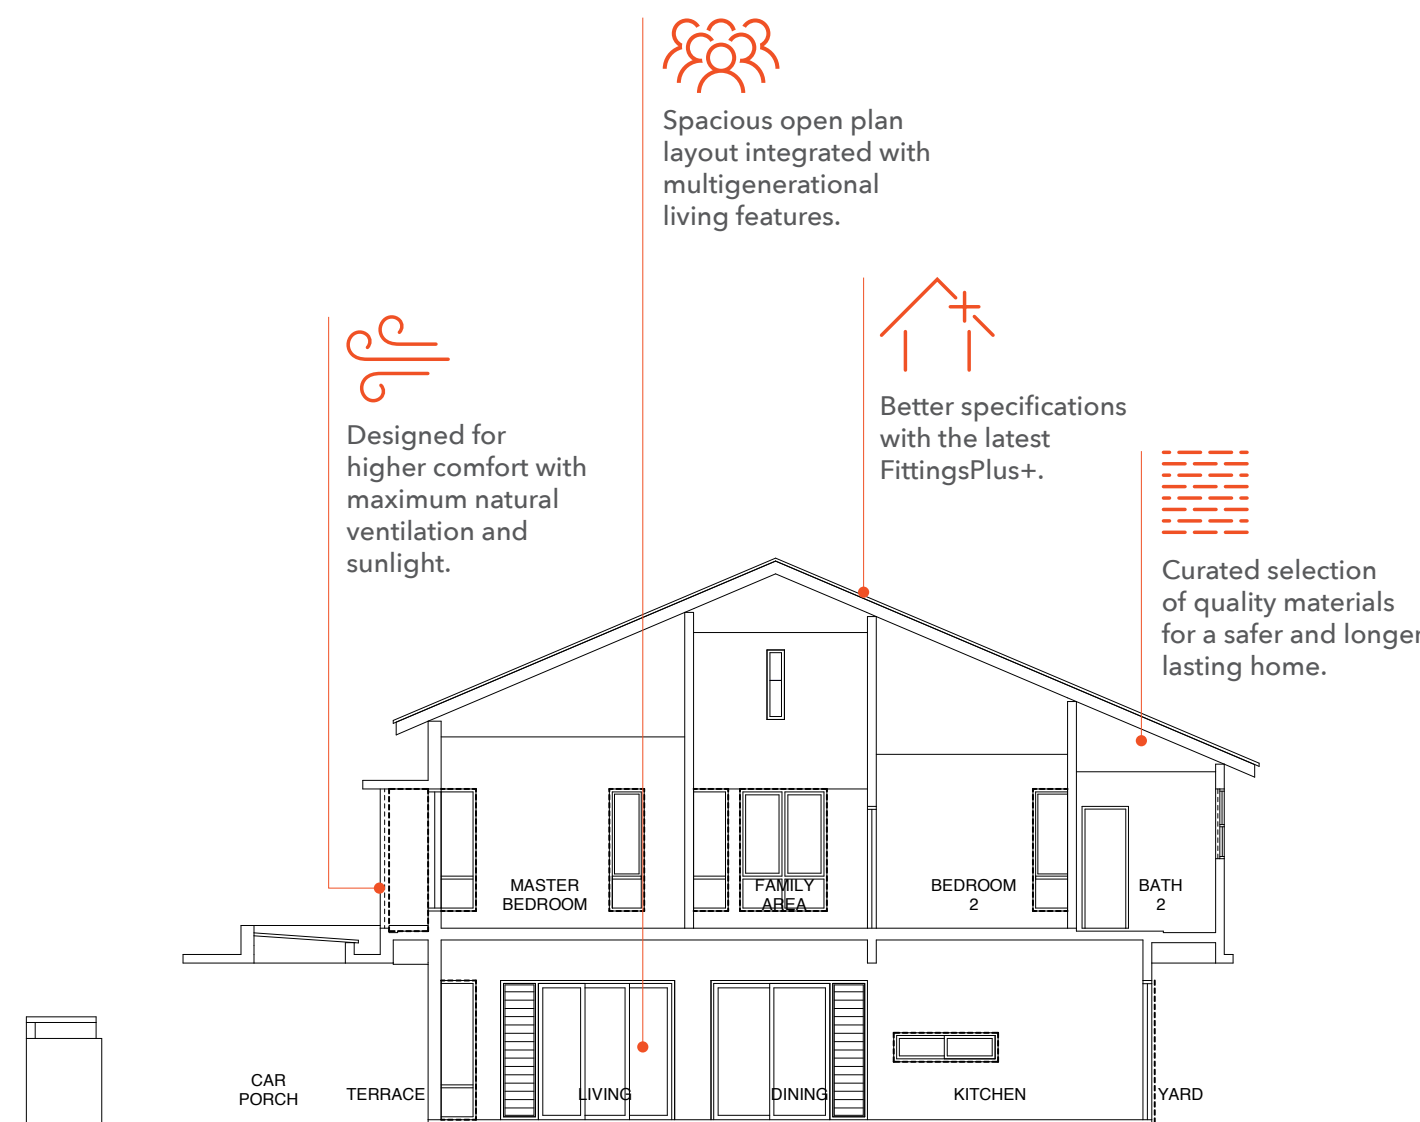 Spacious open plan
layout integrated with
multigenerational
living features.
Better specifications
with the latest
FittingsPlus+.
Designed for
higher comfort with
maximum natural
ventilation and
sunlight.
Curated selection
of quality materials
for a safer and longer
lasting home.
MASTER
BEDROOM
FAMILY
AREA
BEDROOM
2
BATH
2
CAR
PORCH
TERRACE
LIVING
DINING
KITCHEN
YARD